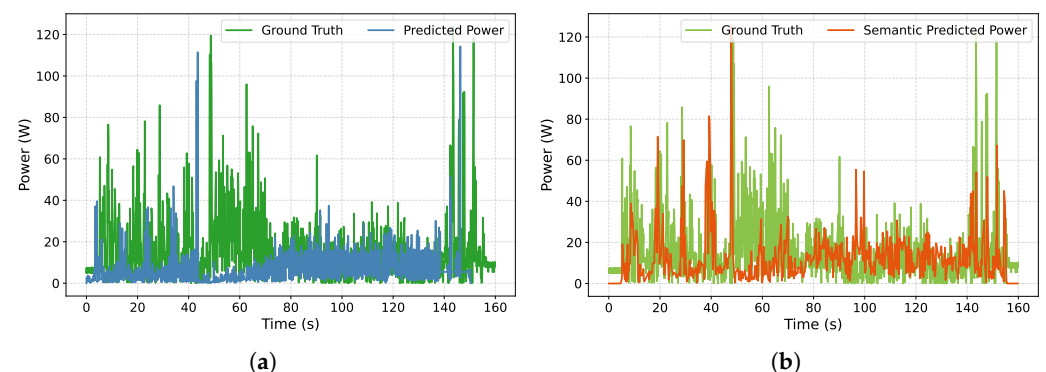 Ground Truth Predicted Power
120
100
80
60
40
20
0
Power (W)
0 20 40 60 80 100 120 140 160
Time (s)
(a)
Ground Truth Semantic Predicted Power
120
100
80
60
40
20
0
Power (W)
0 20 40 60 80 100 120 140 160
Time (s)
(b)